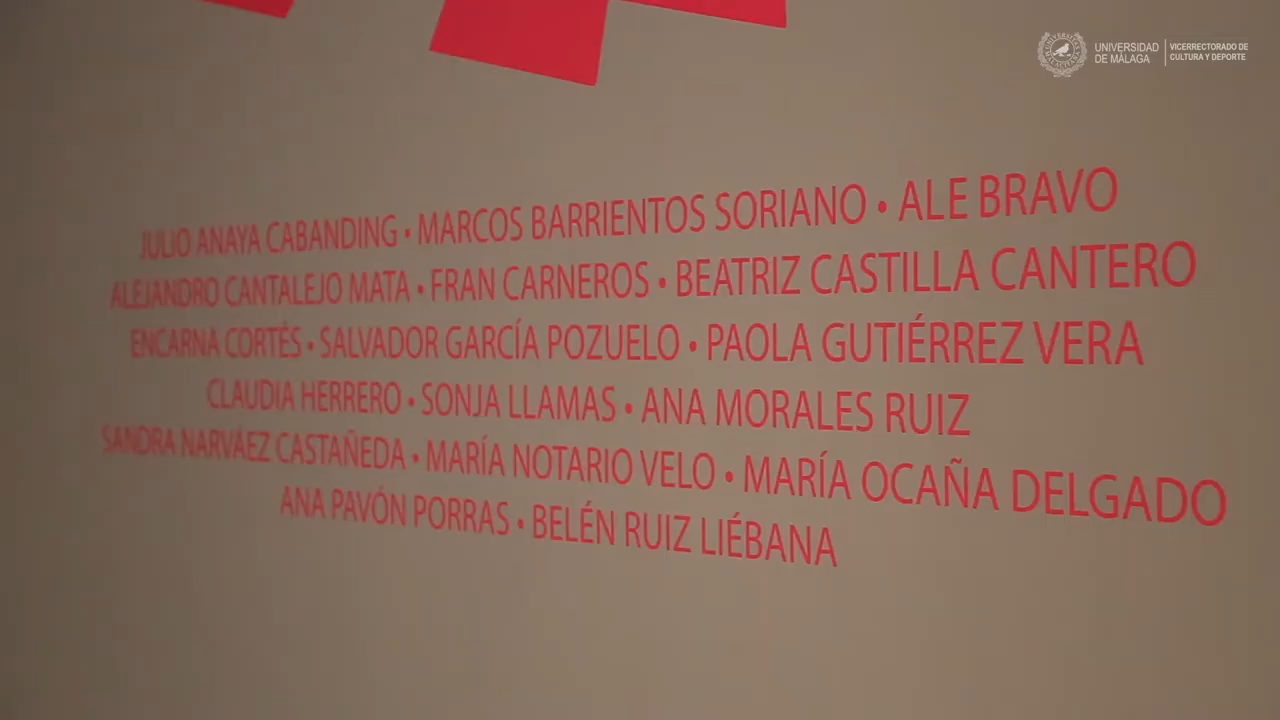 UNIVERSIDAD
DE MÁLAGA
VICERRECTORADO DE
CULTURA Y DEPORTE
JULIO ANAYA CABANDING • MARCOS BARRIENTOS SORIANO • ALE BRAVO
ALEJANDRO CANTALEJO MATA • FRAN CARNEROS • BEATRIZ CASTILLA CANTERO
ENCARNA CORTÉS • SALVADOR GARCÍA POZUELO • PAOLA GUTIÉRREZ VERA
CLAUDIA HERRERO • SONJA LLAMAS • ANA MORALES RUIZ
SANDRA NARVÁEZ CASTAÑEDA • MARÍA NOTARIO VELO • MARÍA OCAÑA DELGADO
ANA PAVÓN PORRAS • BELÉN RUIZ LIÉBANA